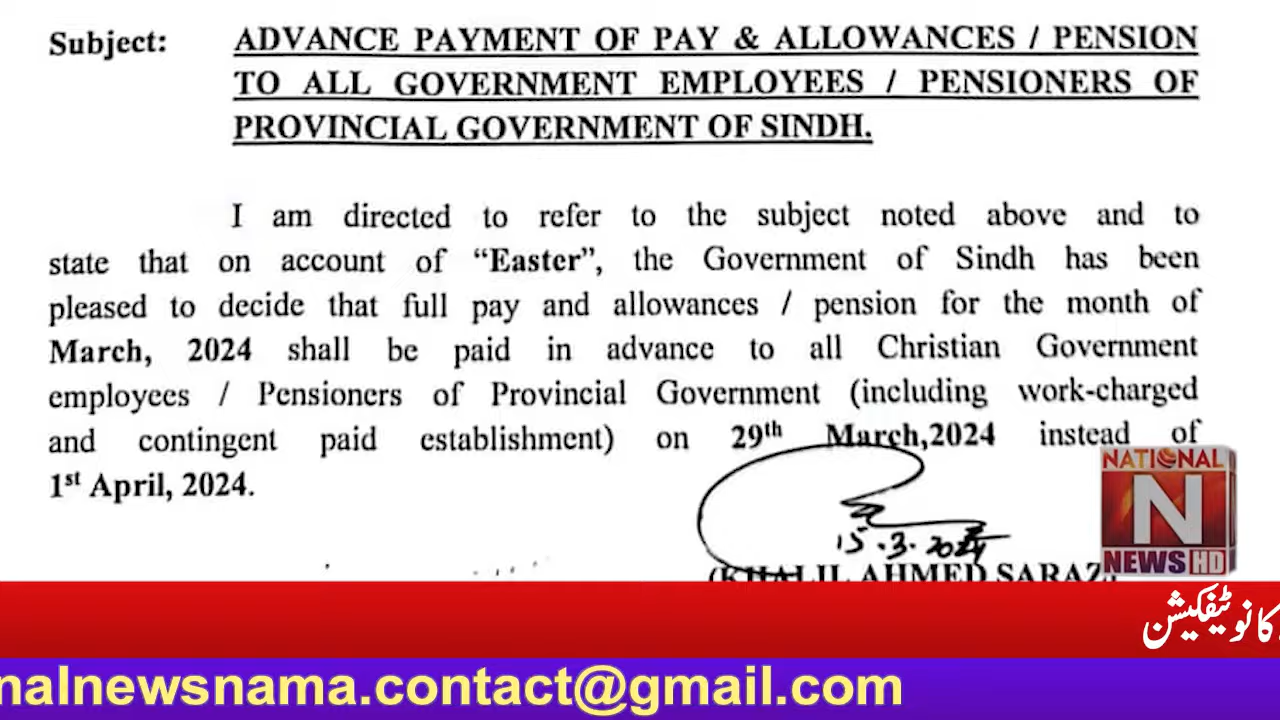 Subject: ADVANCE PAYMENT OF PAY & ALLOWANCES / PENSION
TO ALL GOVERNMENT EMPLOYEES / PENSIONERS OF
PROVINCIAL GOVERNMENT OF SINDH.
I am directed to refer to the subject noted above and to
state that on account of “Easter”, the Government of Sindh has been
pleased to decide that full pay and allowances / pension for the month of
March, 2024 shall be paid in advance to all Christian Government
employees / Pensioners of Provincial Government (including work-charged
and contingent paid establishment) on 29th March,2024 instead of
1st April, 2024.
15.3.2024
(KHALIL AHMED SARAZ)
NATIONAL
N
NEWS HD
کا نوٹیفکیشن
nalnewsnama.contact@gmail.com